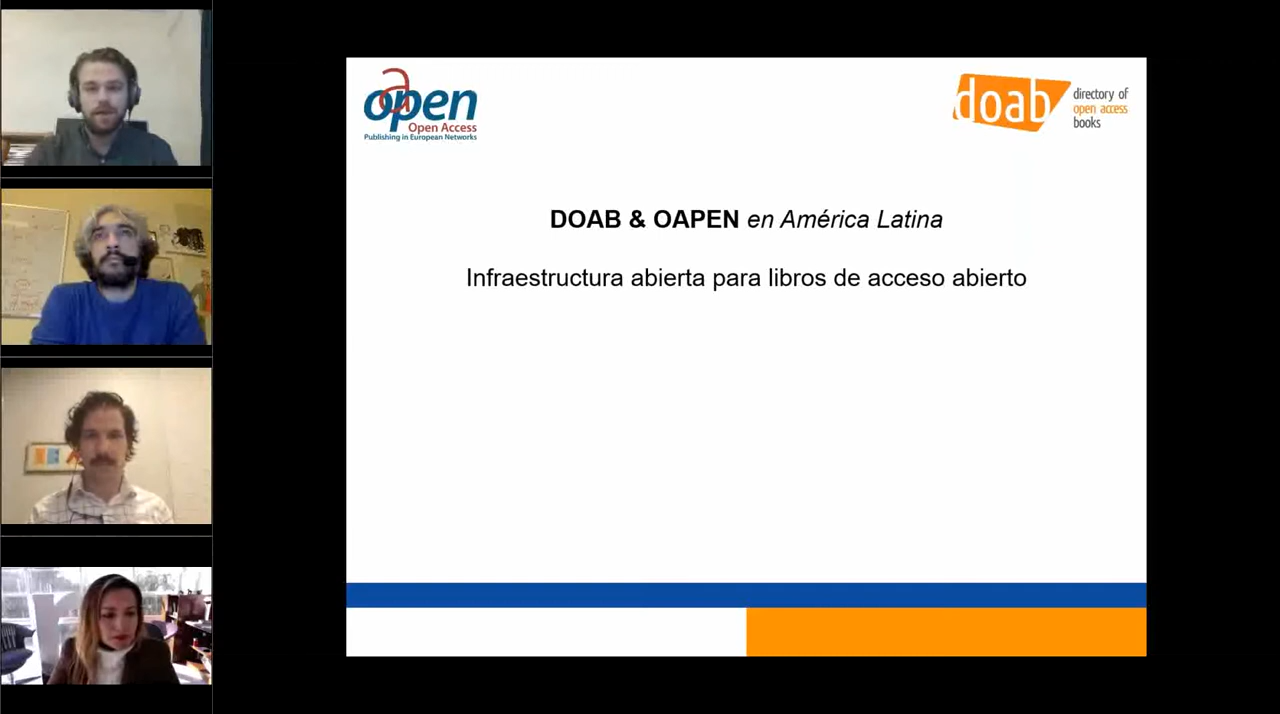 oapen
Open Access
Publishing in European Networks
doab
directory of
open access
books
DOAB & OAPEN en América Latina
Infraestructura abierta para libros de acceso abierto